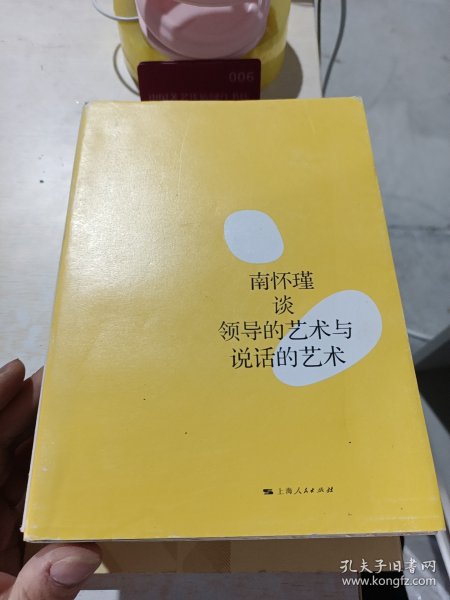 006
南怀瑾
谈
领导的艺术与
说话的艺术
上海人民出版社
孔夫子旧书网
www.kongfz.com